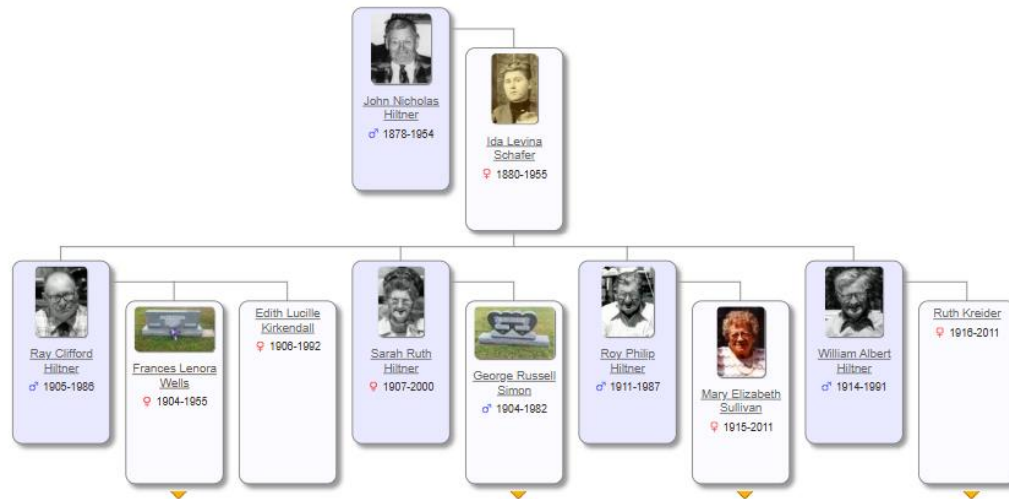 John Nicholas
Hiltner
♂ 1878-1954
Ida Levina
Schafer
♀ 1880-1955
Ray Clifford
Hiltner
♂ 1905-1986
Frances Lenora
Wells
♀ 1904-1955
Edith Lucille
Kirkendall
♀ 1906-1992
Sarah Ruth
Hiltner
♀ 1907-2000
George Russell
Simon
♂ 1904-1982
Roy Philip
Hiltner
♂ 1911-1987
Mary Elizabeth
Sullivan
♀ 1915-2011
William Albert
Hiltner
♂ 1914-1991
Ruth Kreider
♀ 1916-2011